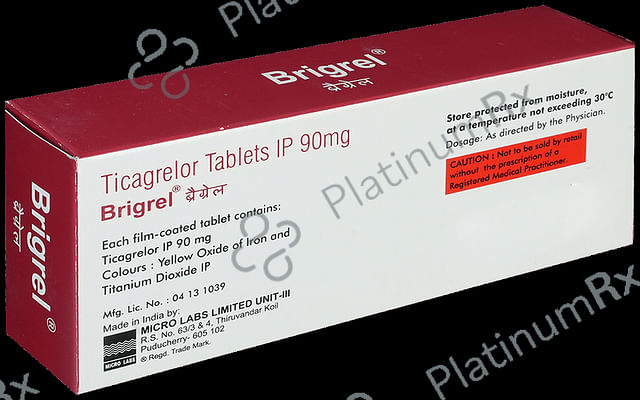 Brigrel®
ब्रैग्रेल
Ticagrelor Tablets IP 90mg
Brigrel® ब्रैग्रेल
Each film-coated tablet contains:
Ticagrelor IP 90 mg
Colours : Yellow Oxide of Iron and
Titanium Dioxide IP
Mfg. Lic. No. : 04 13 1039
Made in India by:
MICRO LABS LIMITED UNIT-III
R.S. No. 63/3 & 4, Thiruvandar Koil
Puducherry- 605 102
® Regd. Trade Mark.
MICRO LABS
Store protected from moisture,
at a temperature not exceeding 30°C
Dosage: As directed by the Physician.
CAUTION : Not to be sold by retail
without the prescription of a
Registered Medical Practitioner.
Brigrel®
ब्रैग्रेल
PlatinumRx
PlatinumRx
PlatinumRx
Rx